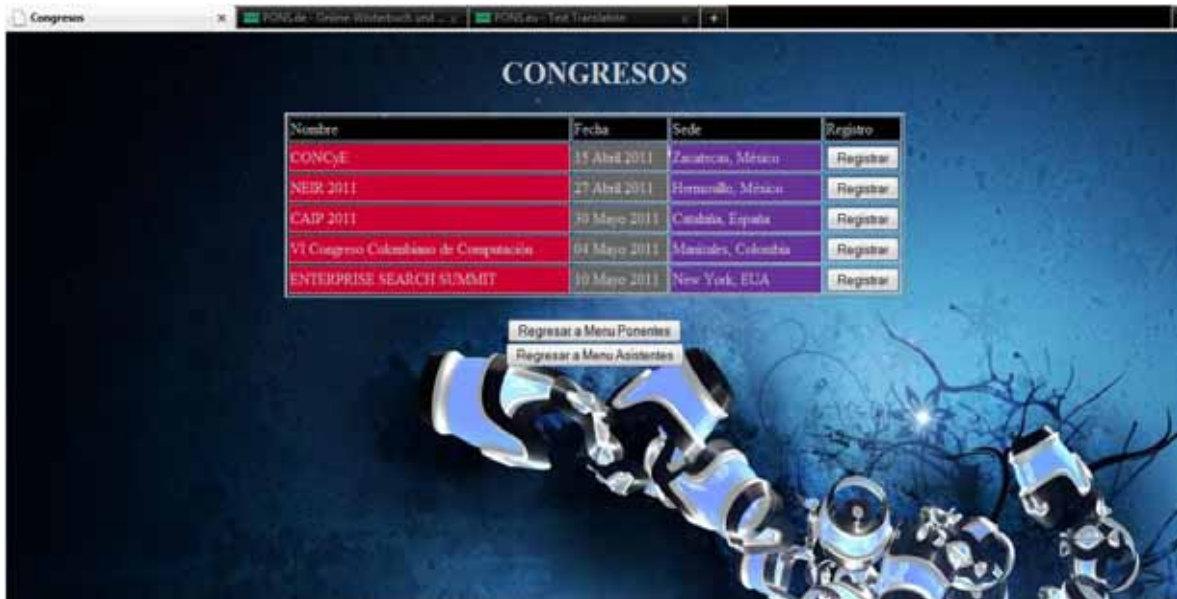 Congresos
PONS.de - Online-Wörterbuch und ...
PONS.eu - Text Translation
CONGRESOS
Nombre Fecha Sede Registro
CONCyE 15 Abril 2011 Zacatecas, México Registrar
NEIR 2011 27 Abril 2011 Hermosillo, México Registrar
CAIP 2011 30 Mayo 2011 Cataluña, España Registrar
VI Congreso Colombiano de Computación 04 Mayo 2011 Manizales, Colombia Registrar
ENTERPRISE SEARCH SUMMIT 10 Mayo 2011 New York, EUA Registrar
Regresar a Menu Ponentes
Regresar a Menu Asistentes